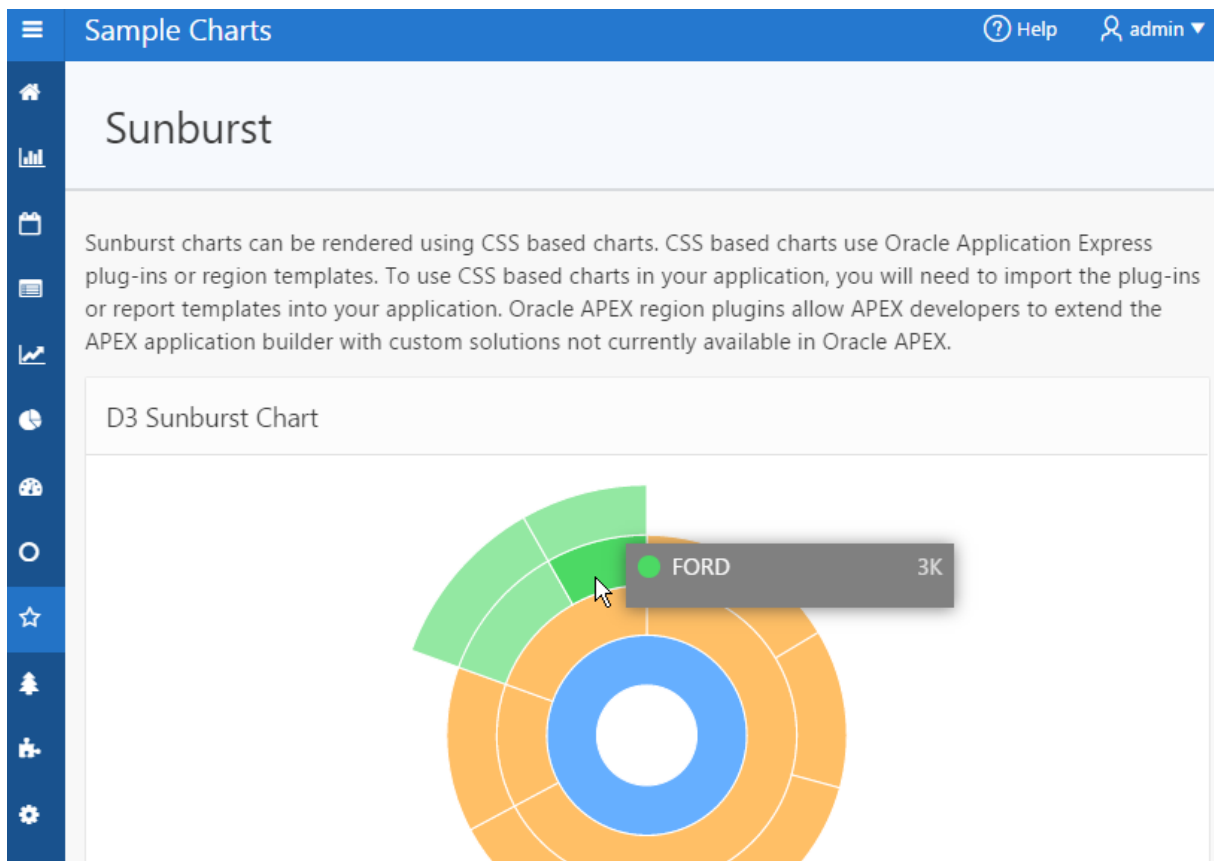 Sample Charts
? Help
admin
Sunburst
Sunburst charts can be rendered using CSS based charts. CSS based charts use Oracle Application Express
plug-ins or region templates. To use CSS based charts in your application, you will need to import the plug-ins
or report templates into your application. Oracle APEX region plugins allow APEX developers to extend the
APEX application builder with custom solutions not currently available in Oracle APEX.
D3 Sunburst Chart
FORD 3K